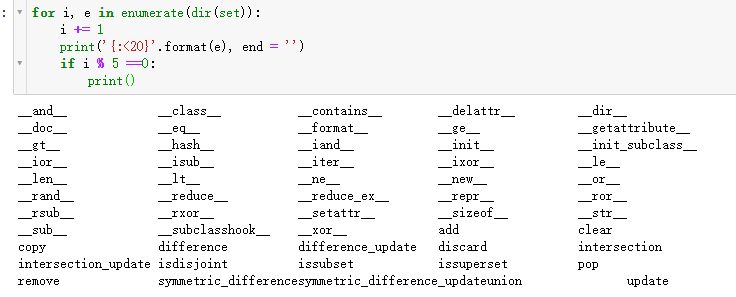 for i, e in enumerate(dir(set)):
    i += 1
    print('{:<20}'.format(e), end = '')
    if i % 5 ==0:
        print()
__and__ __class__ __contains__ __delattr__ __dir__
__doc__ __eq__ __format__ __ge__ __getattribute__
__gt__ __hash__ __iand__ __init__ __init_subclass__
__ior__ __isub__ __iter__ __ixor__ __le__
__len__ __lt__ __ne__ __new__ __or__
__rand__ __reduce__ __reduce_ex__ __repr__ __ror__
__rsub__ __rxor__ __setattr__ __sizeof__ __str__
__sub__ __subclasshook__ __xor__ add clear
copy difference difference_update discard intersection
intersection_update isdisjoint issubset issuperset pop
remove symmetric_differencesymmetric_difference_updateunion update